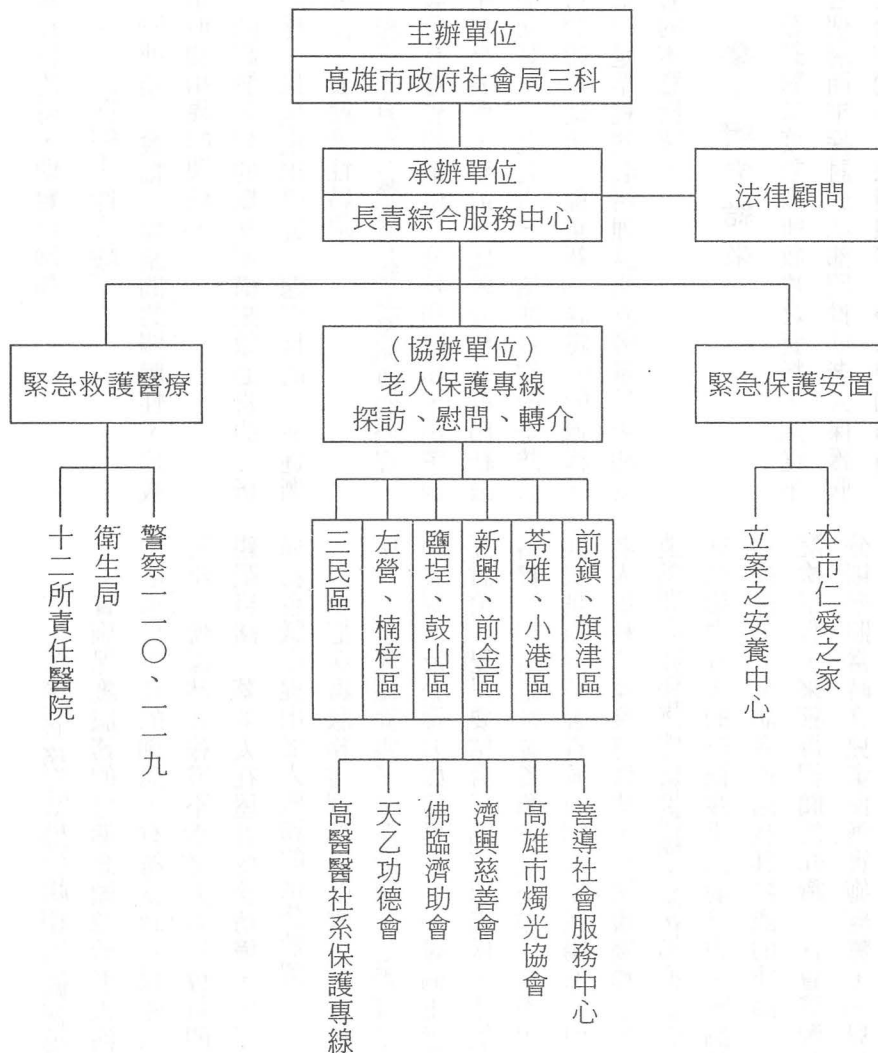 主辦單位
高雄市政府社會局三科
承辦單位
長青綜合服務中心
法律顧問
緊急救護醫療
（協辦單位）
老人保護專線
探訪、慰問、轉介
緊急保護安置
十二所責任醫院
衛生局
警察一一〇、一一九
三民區
左營、楠梓區
鹽埕、鼓山區
新興、前金區
苓雅、小港區
前鎮、旗津區
立案之安養中心
本市仁愛之家
高醫醫社系保護專線
天乙功德會
佛臨濟助會
濟興慈善會
高雄市燭光協會
善導社會服務中心